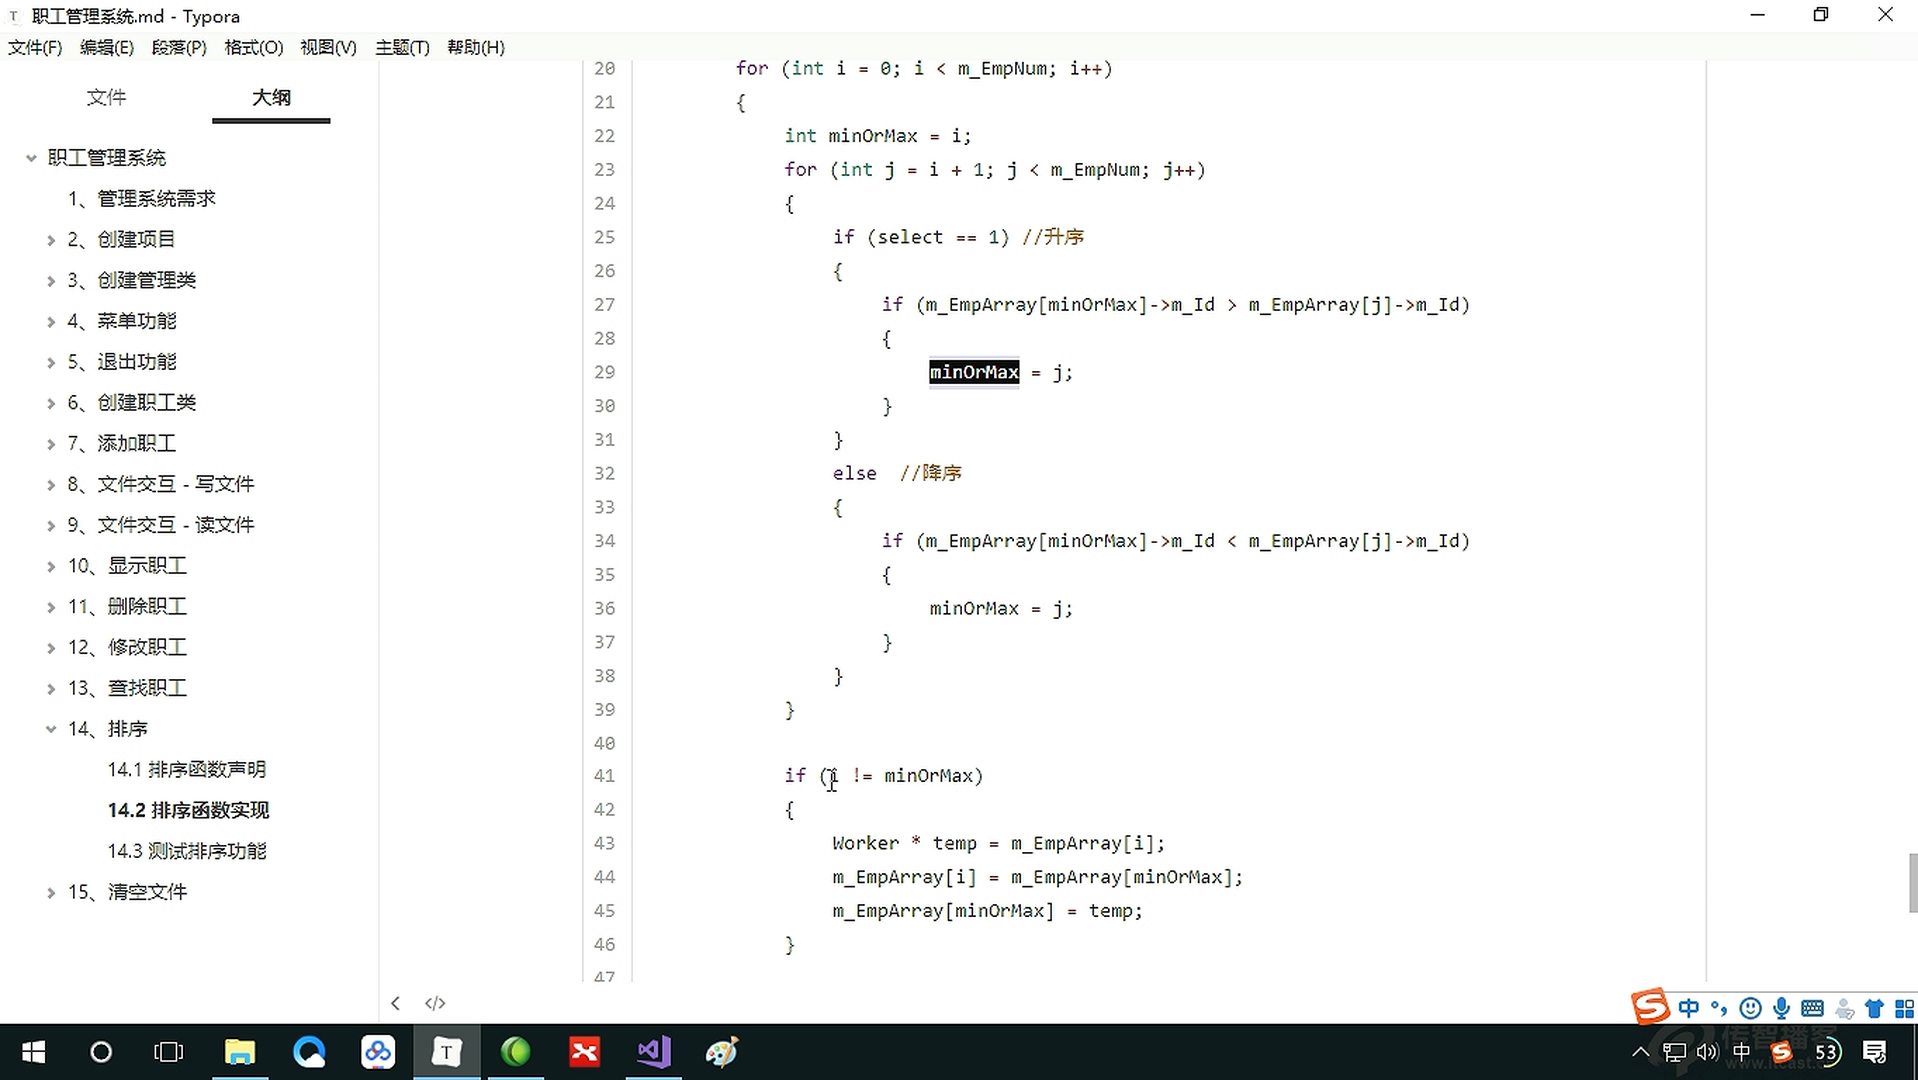 职工管理系统.md - Typora
文件(F) 编辑(E) 段落(P) 格式(O) 视图(V) 主题(T) 帮助(H)
文件 大纲
职工管理系统
1、管理系统需求
2、创建项目
3、创建管理类
4、菜单功能
5、退出功能
6、创建职工类
7、添加职工
8、文件交互 - 写文件
9、文件交互 - 读文件
10、显示职工
11、删除职工
12、修改职工
13、查找职工
14、排序
14.1 排序函数声明
14.2 排序函数实现
14.3 测试排序功能
15、清空文件
20 for (int i = 0; i < m_EmpNum; i++)
21 {
22 int minOrMax = i;
23 for (int j = i + 1; j < m_EmpNum; j++)
24 {
25 if (select == 1) //升序
26 {
27 if (m_EmpArray[minOrMax]->m_Id > m_EmpArray[j]->m_Id)
28 {
29 minOrMax = j;
30 }
31 }
32 else //降序
33 {
34 if (m_EmpArray[minOrMax]->m_Id < m_EmpArray[j]->m_Id)
35 {
36 minOrMax = j;
37 }
38 }
39 }
40
41 if (i != minOrMax)
42 {
43 Worker * temp = m_EmpArray[i];
44 m_EmpArray[i] = m_EmpArray[minOrMax];
45 m_EmpArray[minOrMax] = temp;
46 }
47
</> 
中
T
中 53
传智播客
www.itcast.c